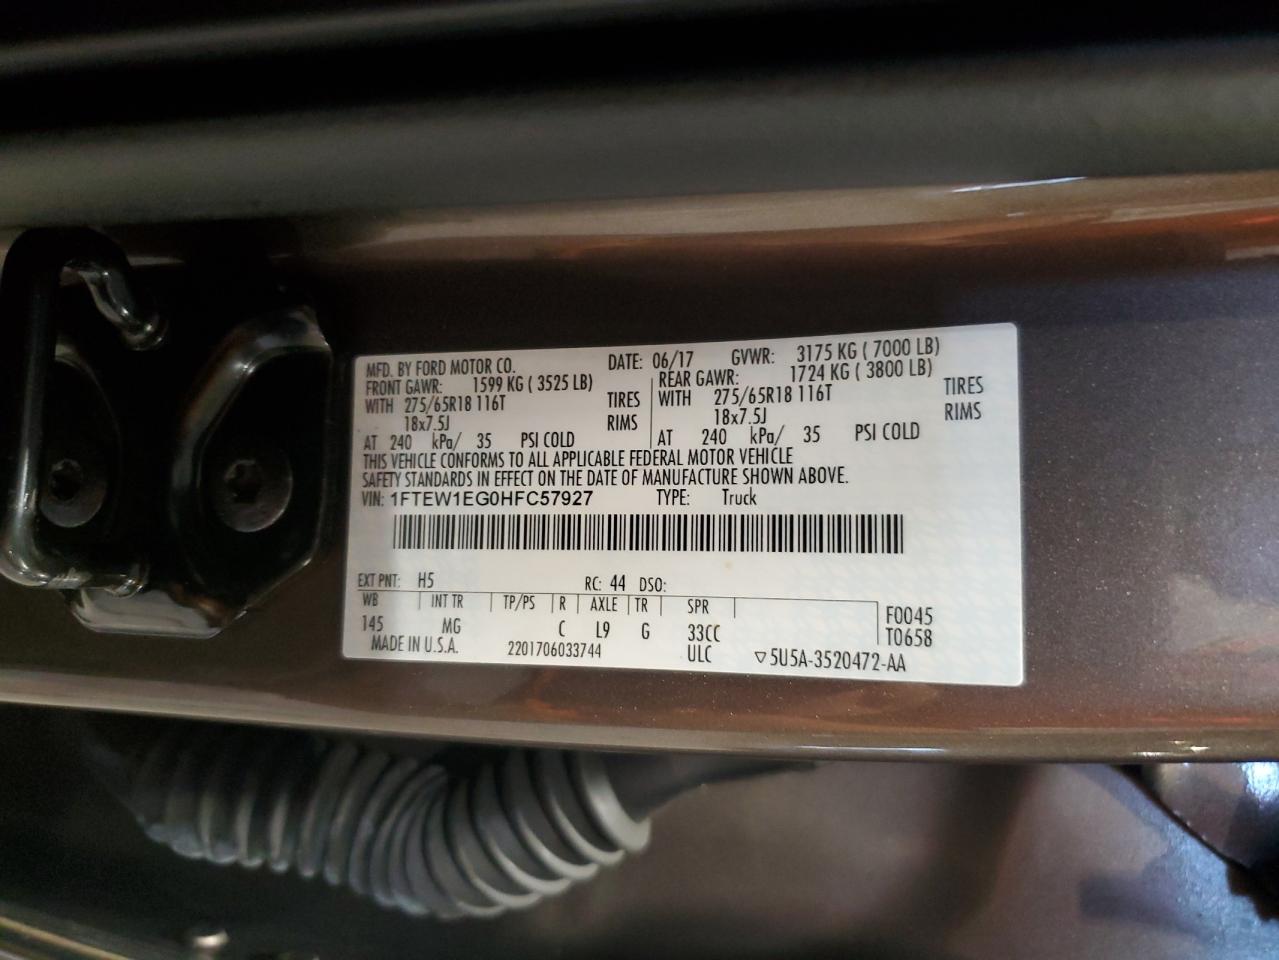 MFD. BY FORD MOTOR CO. DATE: 06/17 GVWR: 3175 KG ( 7000 LB)
FRONT GAWR: 1599 KG ( 3525 LB) REAR GAWR: 1724 KG ( 3800 LB)
WITH 275/65R18 116T TIRES WITH 275/65R18 116T TIRES
18x7.5J RIMS 18x7.5J RIMS
AT 240 kPa/ 35 PSI COLD AT 240 kPa/ 35 PSI COLD
THIS VEHICLE CONFORMS TO ALL APPLICABLE FEDERAL MOTOR VEHICLE
SAFETY STANDARDS IN EFFECT ON THE DATE OF MANUFACTURE SHOWN ABOVE.
VIN: 1FTEW1EG0HFC57927 TYPE: Truck
EXT PNT: H5 RC: 44 DSO:
WB INT TR TP/PS R AXLE TR SPR F0045
145 MG C L9 G 33CC T0658
MADE IN U.S.A. 2201706033744 ULC ▽5U5A-3520472-AA